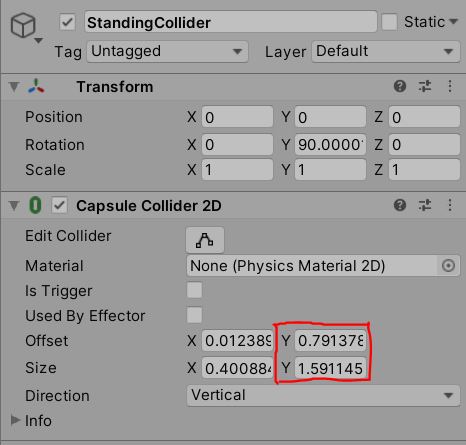 StandingCollider Static
Tag Untagged Layer Default
Transform
Position X 0 Y 0 Z 0
Rotation X 0 Y 90.00001 Z 0
Scale X 1 Y 1 Z 1
Capsule Collider 2D
Edit Collider
Material None (Physics Material 2D)
Is Trigger
Used By Effector
Offset X 0.012389 Y 0.791378
Size X 0.400884 Y 1.591145
Direction Vertical
Info